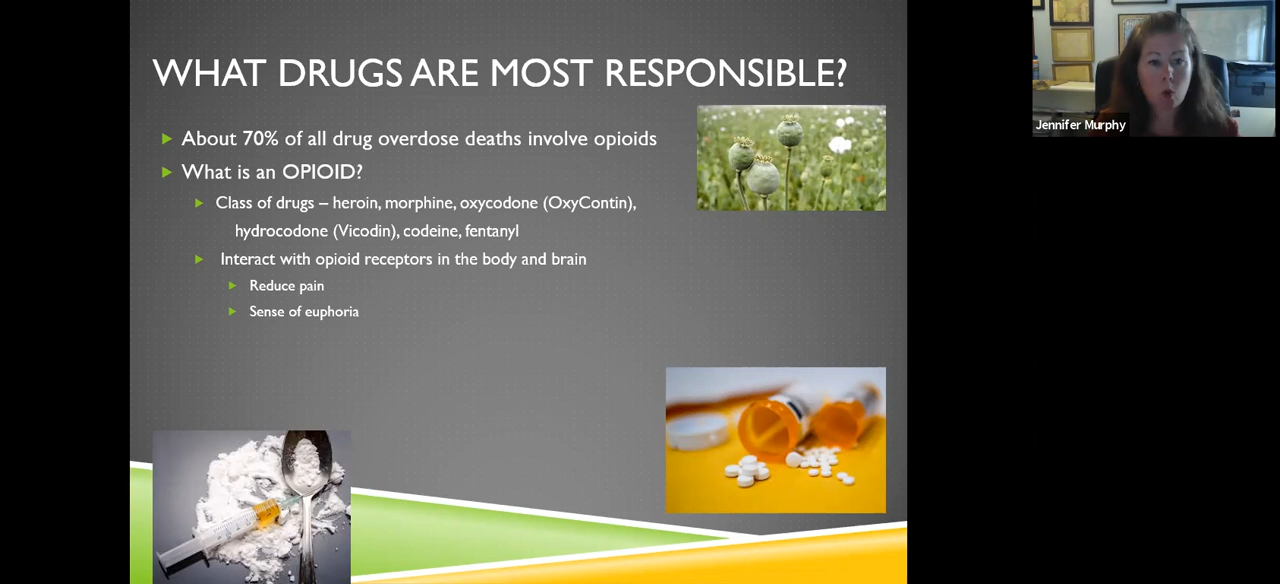 WHAT DRUGS ARE MOST RESPONSIBLE?
About 70% of all drug overdose deaths involve opioids
What is an OPIOID?
Class of drugs – heroin, morphine, oxycodone (OxyContin),
hydrocodone (Vicodin), codeine, fentanyl
Interact with opioid receptors in the body and brain
Reduce pain
Sense of euphoria
Jennifer Murphy